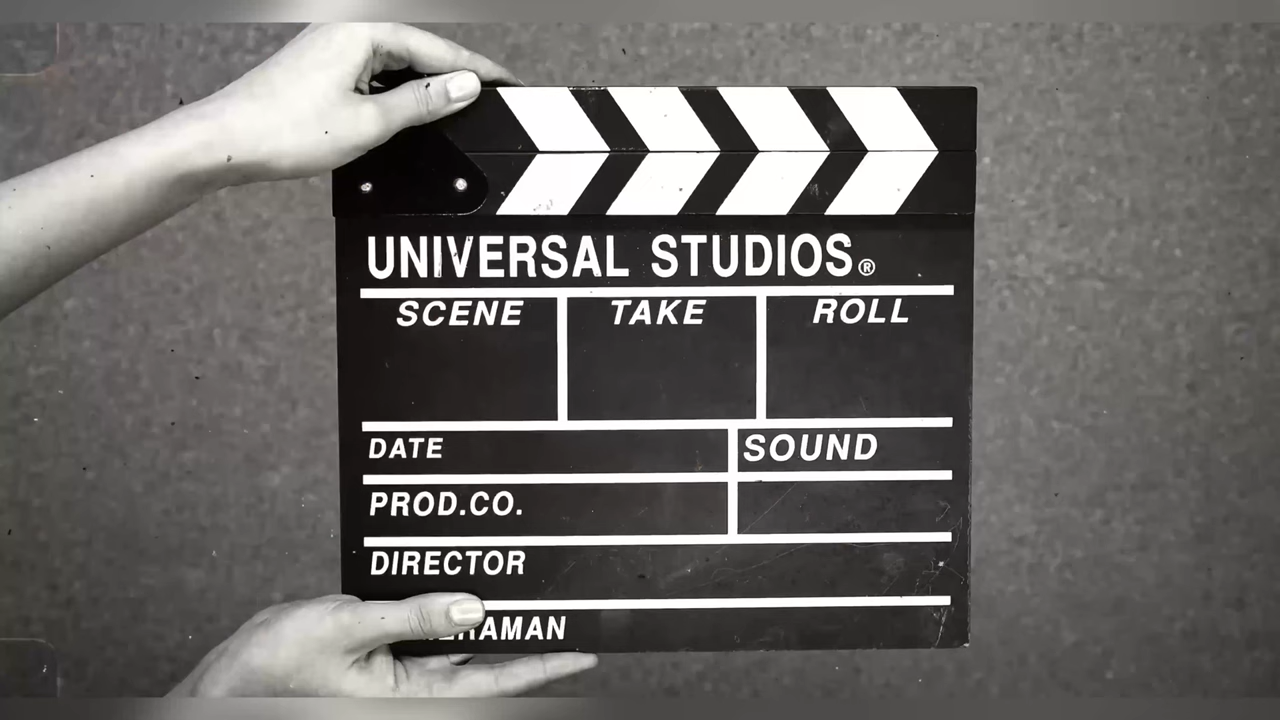 UNIVERSAL STUDIOS®
SCENE TAKE ROLL
DATE SOUND
PROD.CO.
DIRECTOR